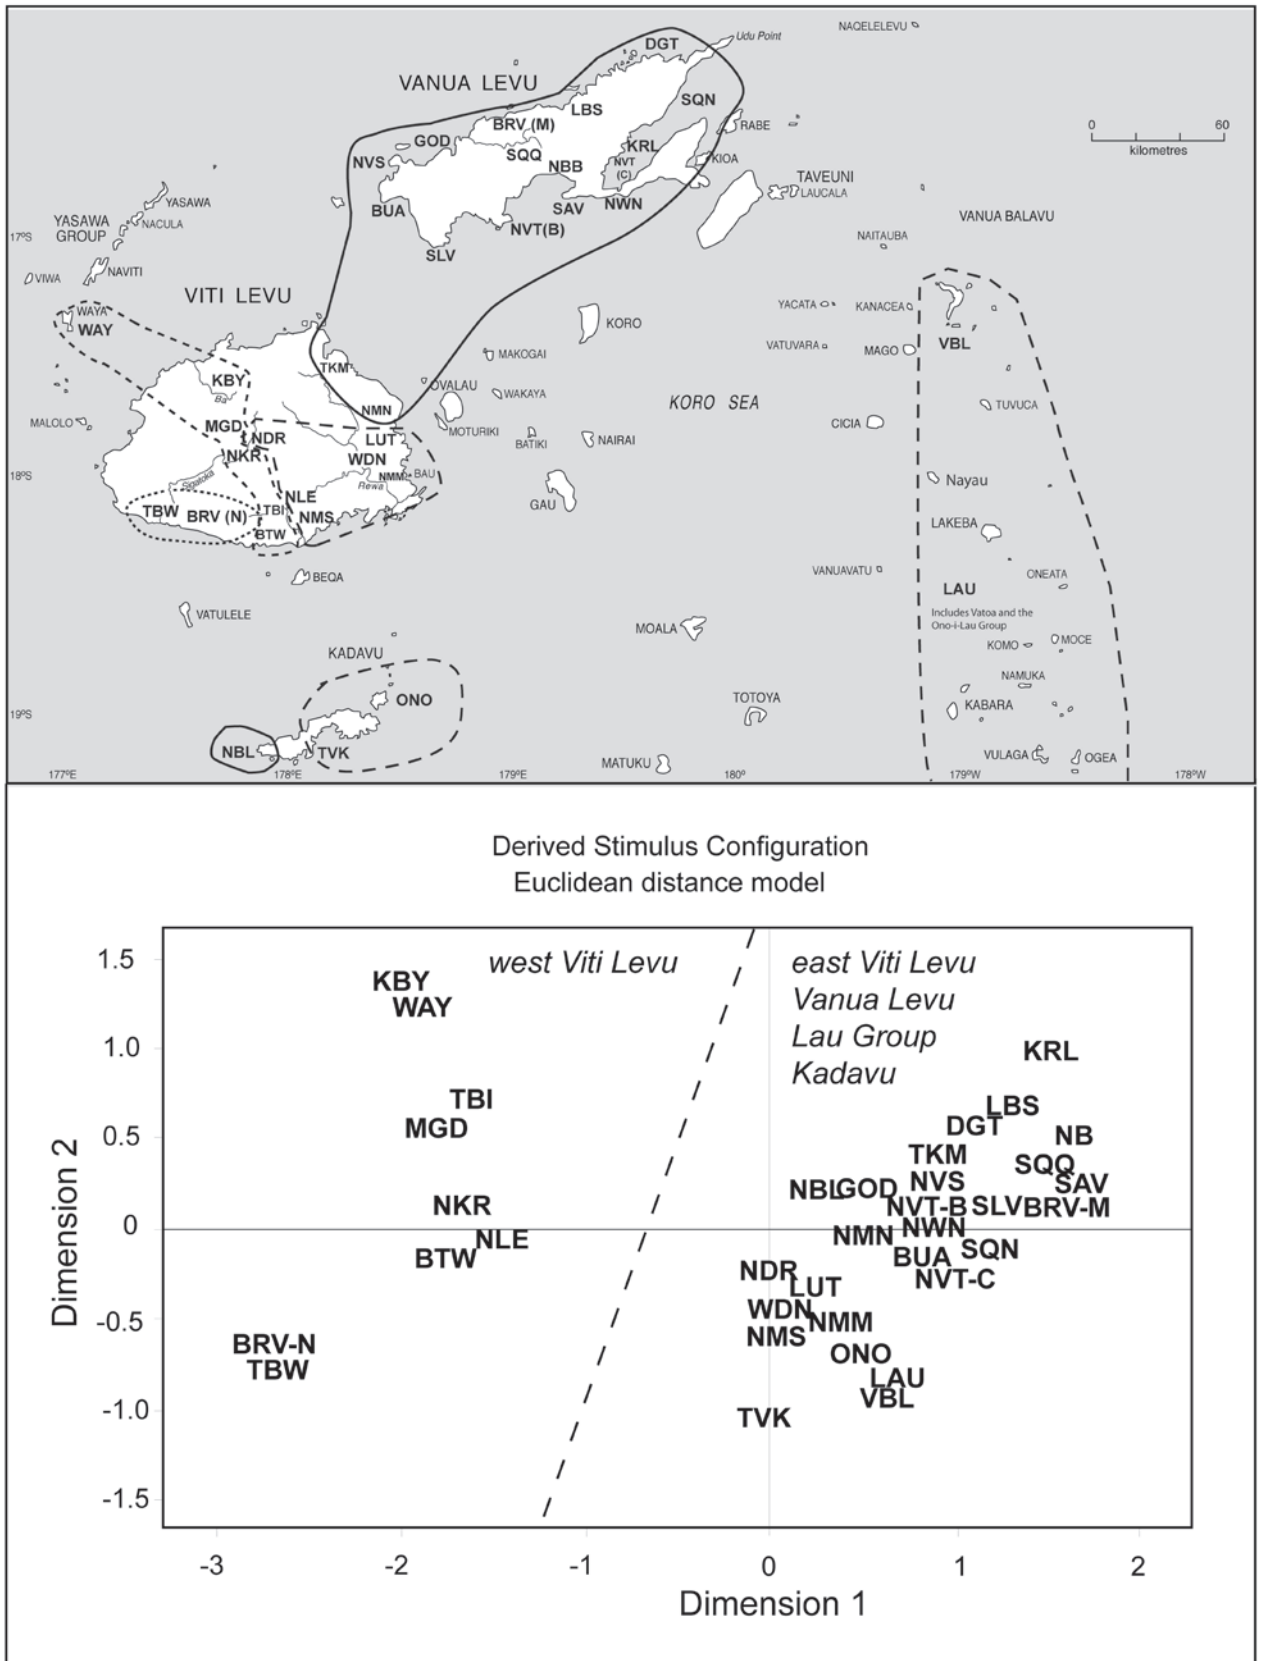 NAQELELEVU
DGT
Udu Point
VANUA LEVU
SQN
LBS
BRV (M)
RABE
0 60
kilometres
GOD
KRL
NVS
SQQ
NBB
NVT
(C)
KIOA
TAVEUNI
LAUCALA
YASAWA
BUA
SAV
NWN
YASAWA
GROUP
NACULA
NVT(B)
VANUA BALAVU
17ºS
NAITAUBA
SLV
VIWA
NAVITI
VITI LEVU
WAYA
WAY
YACATA
KANACEA
KORO
VBL
MAKOGAI
VATUVARA
MAGO
TKM
KBY
Ba
OVALAU
WAKAYA
KORO SEA
TUVUCA
NMN
MALOLO
MGD
NDR
LUT
MOTURIKI
BATIKI
NAIRAI
CICIA
NKR
WDN
18ºS
NMM
BAU
Sigatoka
Rewa
Nayau
NLE
GAU
TBW
BRV (N)
TBI
NMS
LAKEBA
BTW
VANUAVATU
ONEATA
BEQA
LAU
VATULELE
Includes Vatoa and the
Ono-i-Lau Group
MOALA
KOMO
MOCE
KADAVU
NAMUKA
ONO
TOTOYA
KABARA
19ºS
NBL
TVK
MATUKU
VULAGA
OGEA
177ºE 178ºE 179ºE 180º 179ºW 178ºW
Derived Stimulus Configuration
Euclidean distance model
west Viti Levu
east Viti Levu
Vanua Levu
Lau Group
Kadavu
1.5
KBY
WAY
1.0
KRL
TBI
LBS
MGD
DGT
0.5
NB
TKM
SQQ
NVS
SAV
NBL
GOD
NKR
NVT-B
SLV
BRV-M
0
NWN
NMN
NLE
SQN
BTW
BUA
NDR
NVT-C
LUT
WDN
-0.5
NMM
NMS
BRV-N
ONO
TBW
LAU
VBL
-1.0
TVK
-1.5
Dimension 2
-3 -2 -1 0 1 2
Dimension 1